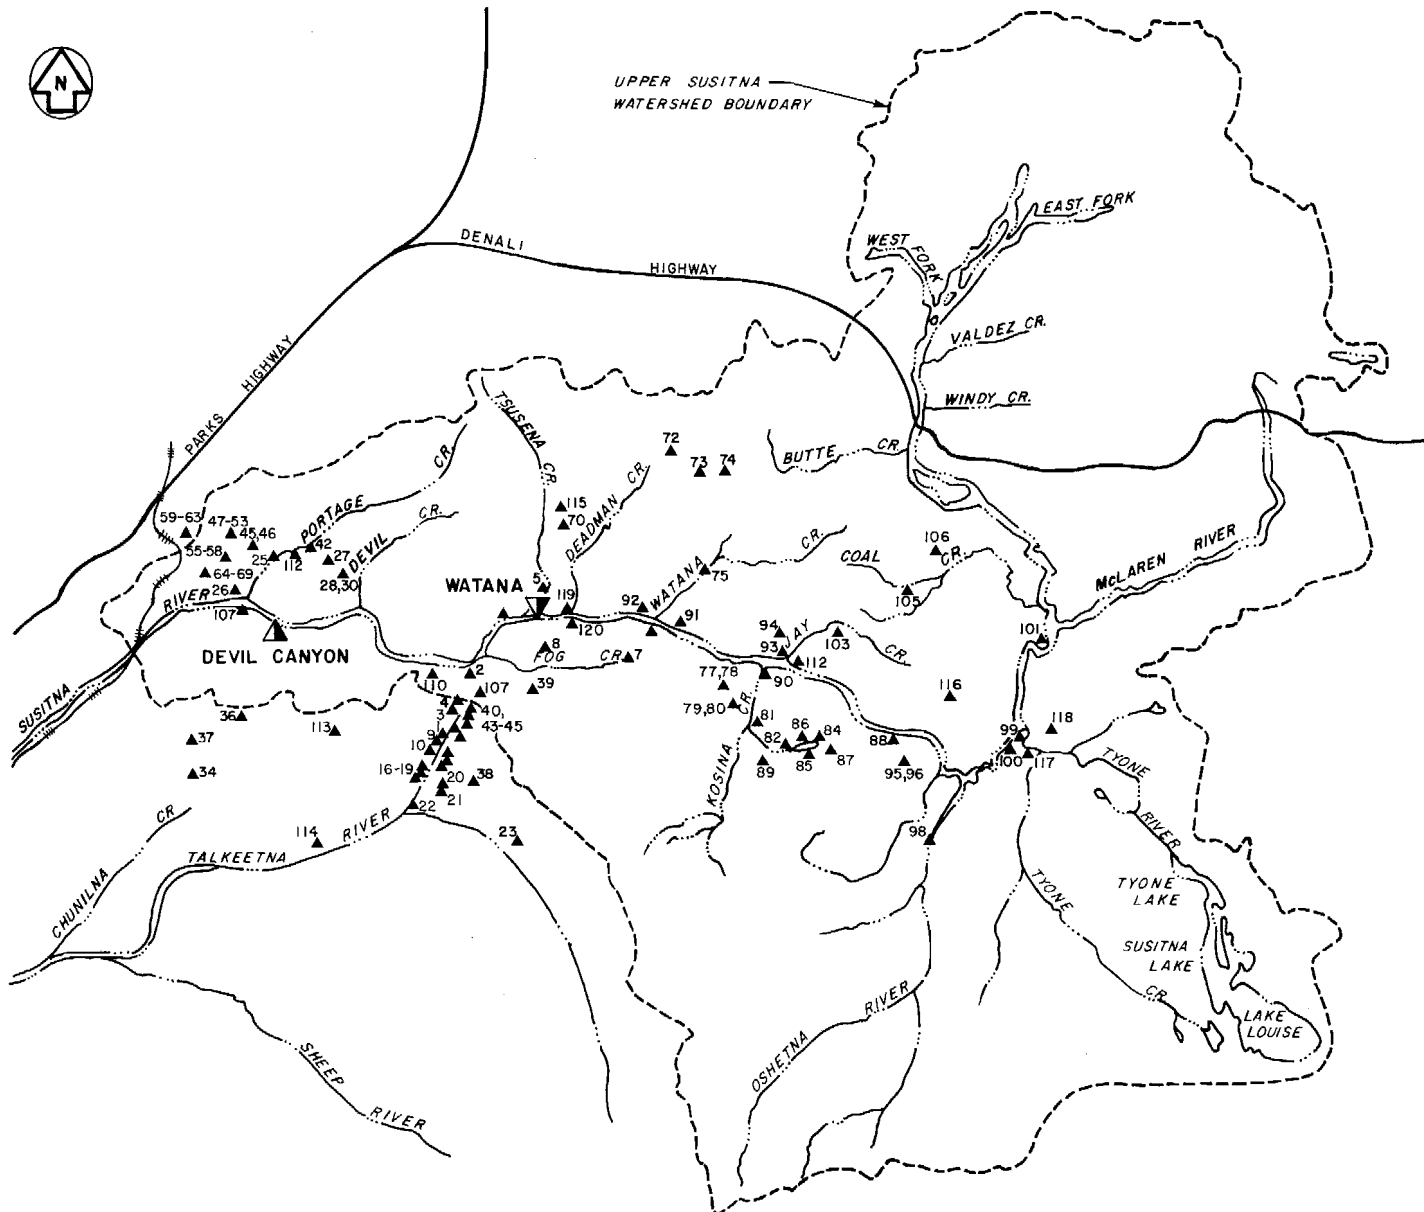 N
UPPER SUSITNA
WATERSHED BOUNDARY
EAST FORK
WEST FORK
DENALI
HIGHWAY
VALDEZ CR.
WINDY CR.
PARKS
HIGHWAY
TSUSENA
CR.
BUTTE
CR.
72
73
74
PORTAGE
CR.
DEADMAN CR.
115
70
59-63
47-53
45,46
55-58
25
112
42
27
DEVIL
CR.
28,30
64-69
26
107
RIVER
DEVIL CANYON
SUSITNA
WATANA
5
119
120
92
WATANA
CR.
75
91
COAL
CR.
106
105
McLAREN RIVER
101
94
JAY
CR.
103
112
90
8
FOG
CR.
7
39
2
110
107
4
3
40,
43-45
1
9
10
16-19
20
21
38
22
23
36
37
34
113
114
77,78
79,80
81
82
86
84
85
87
89
88
95,96
116
99
100
117
118
98
KOSINA
CR.
CHUNILNA
CR
TALKEETNA
RIVER
SHEEP
RIVER
OSHETNA
RIVER
TYONE
RIVER
TYONE
LAKE
SUSITNA
LAKE
LAKE
LOUISE
TYONE
CR.